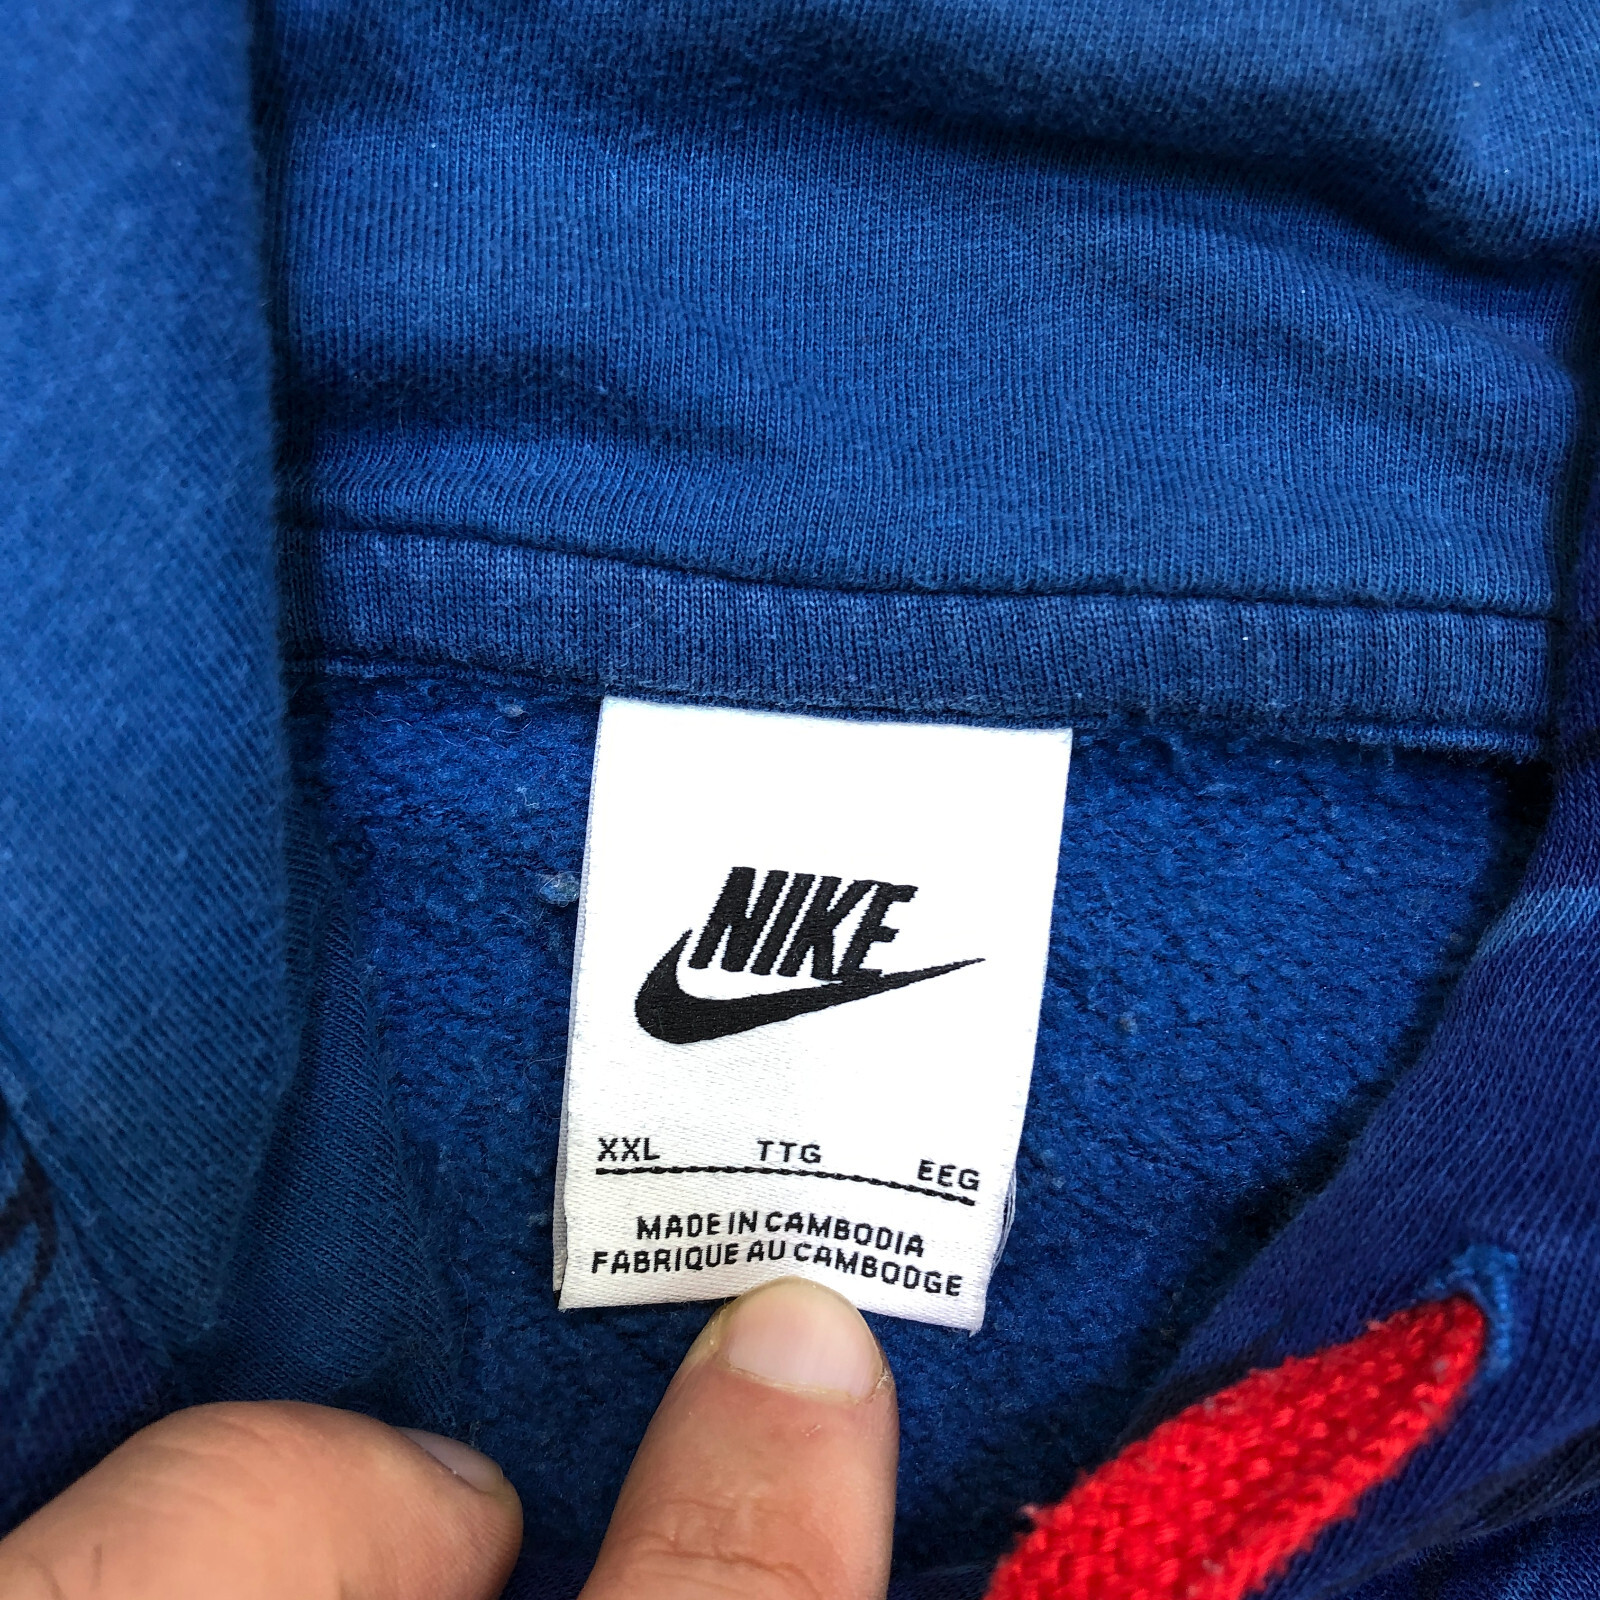 NIKE
XXL TTG EEG
MADE IN CAMBODIA
FABRIQUE AU CAMBODGE